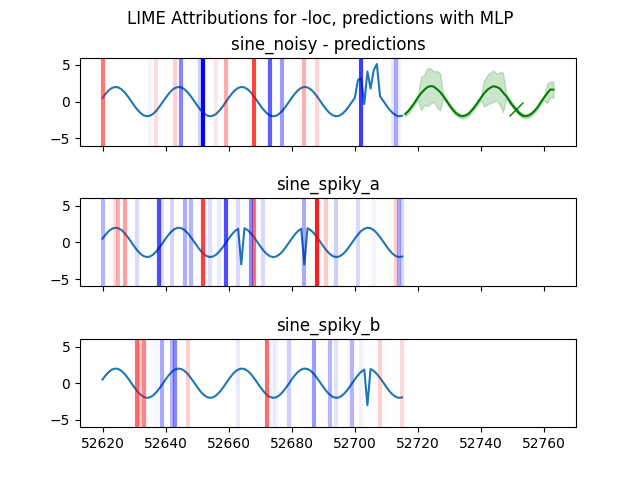 LIME Attributions for -loc, predictions with MLP
sine_noisy - predictions
5
0
−5
sine_spiky_a
5
0
−5
sine_spiky_b
5
0
−5
52620 52640 52660 52680 52700 52720 52740 52760